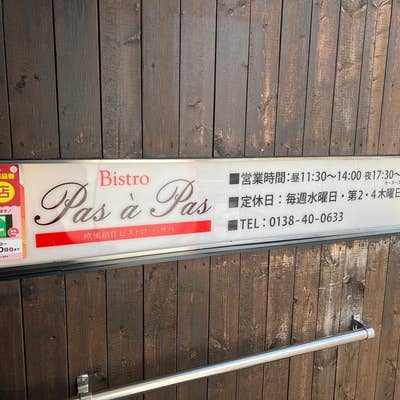 Bistro
Pas à Pas
■営業時間：昼11:30～14:00 夜17:30～
■定休日：毎週水曜日・第2・4木曜日
■TEL：0138-40-0633
店